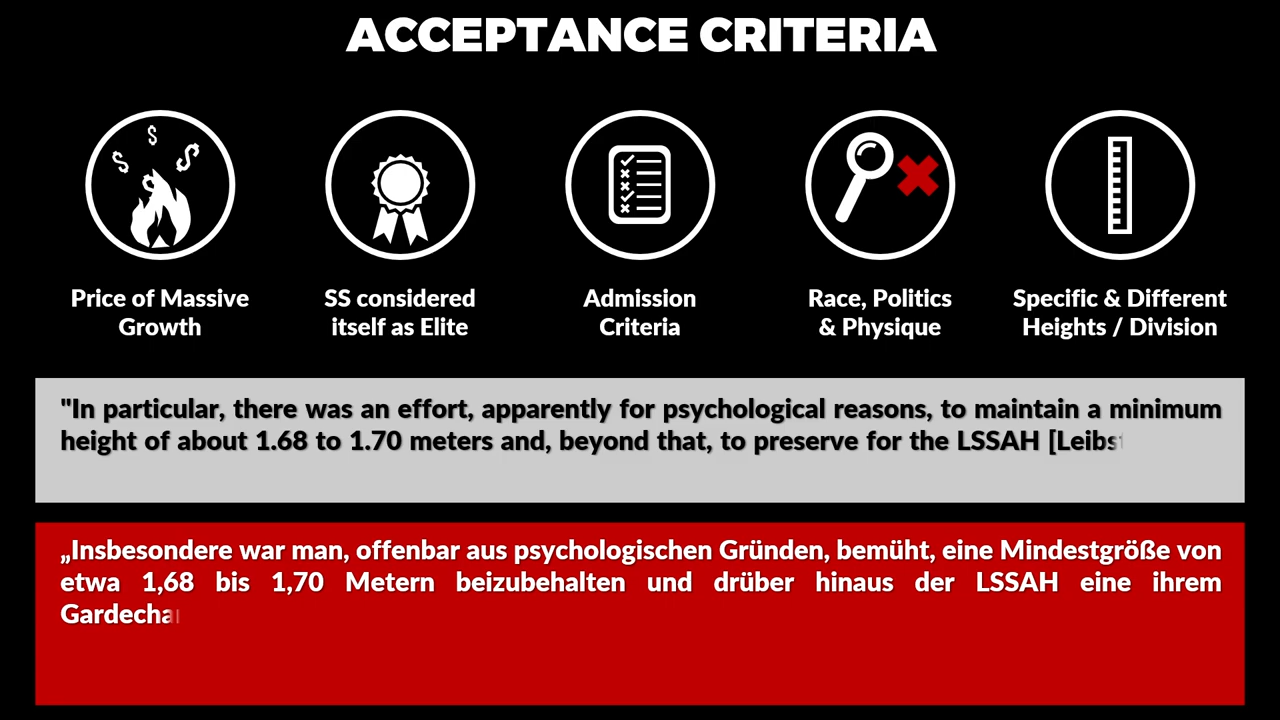 ACCEPTANCE CRITERIA
Price of Massive
Growth
SS considered
itself as Elite
Admission
Criteria
Race, Politics
& Physique
Specific & Different
Heights / Division
"In particular, there was an effort, apparently for psychological reasons, to maintain a minimum
height of about 1.68 to 1.70 meters and, beyond that, to preserve for the LSSAH [Leibs
„Insbesondere war man, offenbar aus psychologischen Gründen, bemüht, eine Mindestgröße von
etwa 1,68 bis 1,70 Metern beizubehalten und drüber hinaus der LSSAH eine ihrem
Gardecha